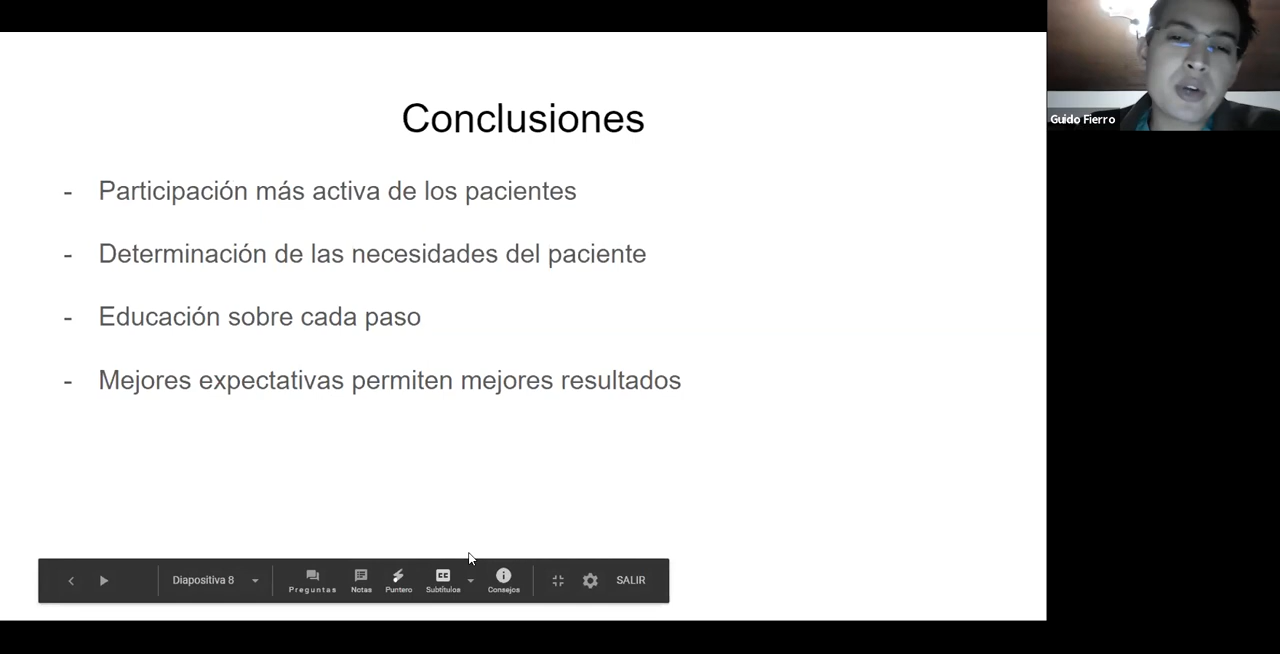 Conclusiones
- Participación más activa de los pacientes
- Determinación de las necesidades del paciente
- Educación sobre cada paso
- Mejores expectativas permiten mejores resultados
Guido Fierro
Diapositiva 8
Preguntas
Notas
Puntero
Subtítulos
Consejos
SALIR